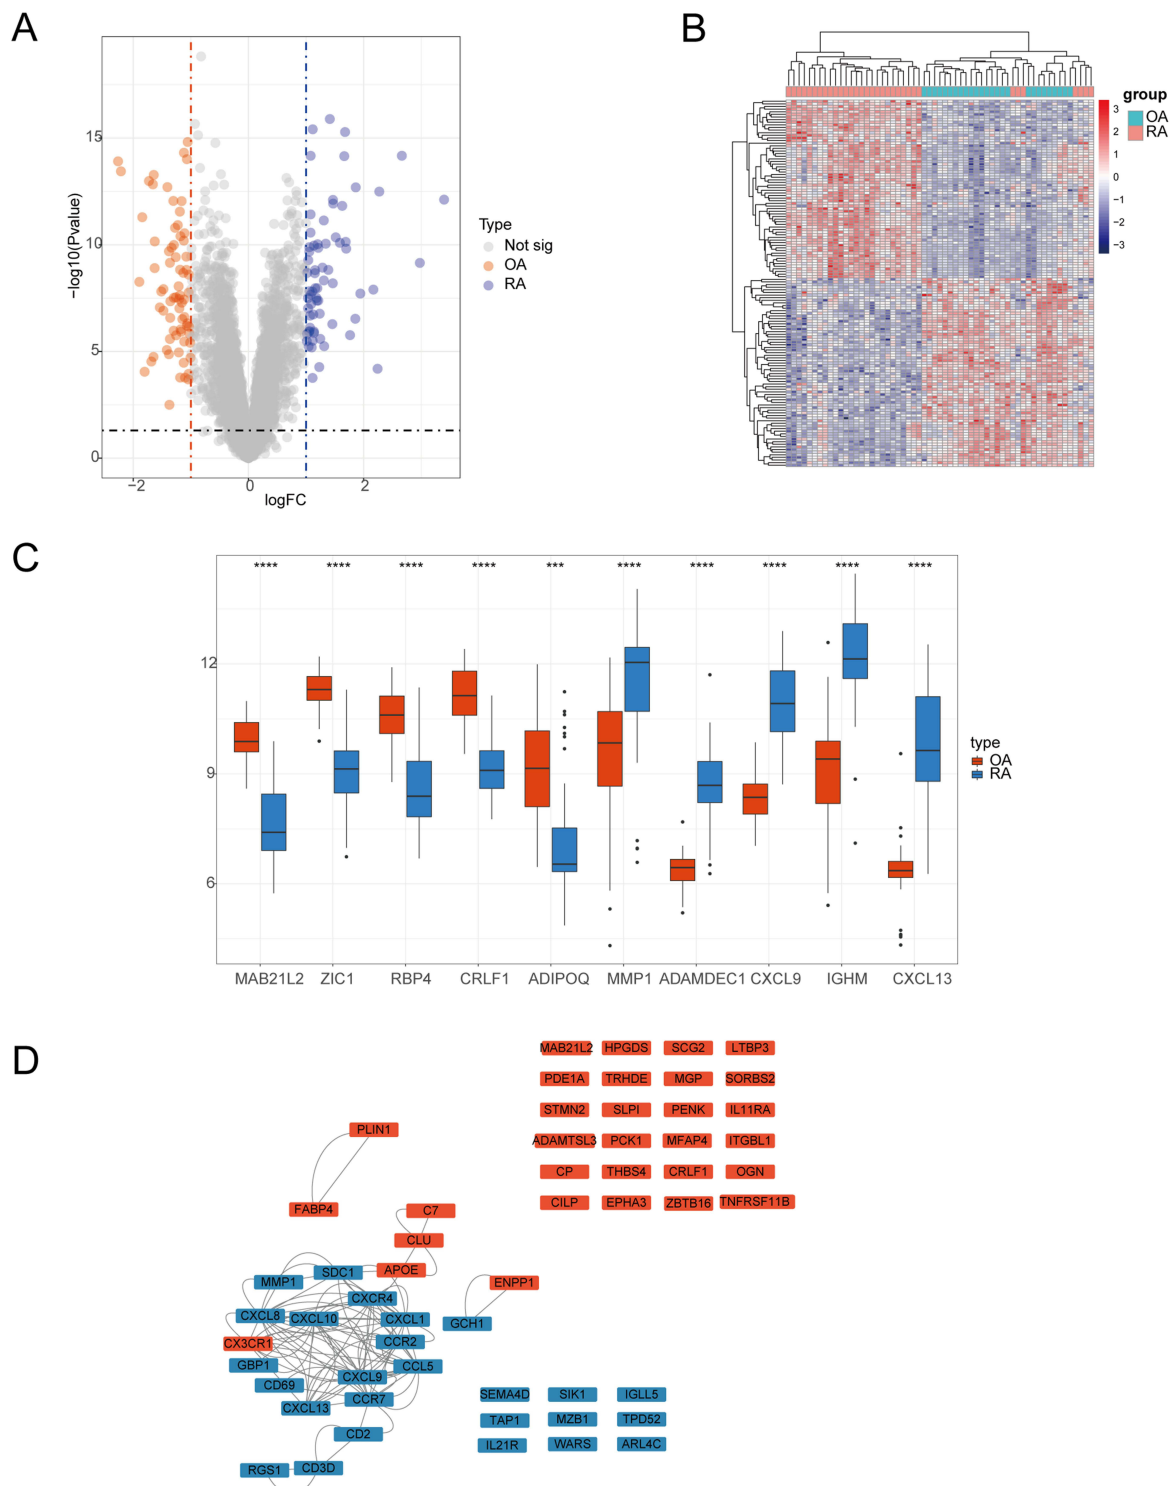 A
15
10
5
0
−log10(Pvalue)
−2
0
2
logFC
Type
Not sig
OA
RA
B
3
2
1
0
−1
−2
−3
group
OA
RA
C
**** **** **** **** *** **** **** **** **** ****
12
9
6
MAB21L2 ZIC1 RBP4 CRLF1 ADIPOQ MMP1 ADAMDEC1 CXCL9 IGHM CXCL13
type
OA
RA
D
MAB21L2 HPGDS SCG2 LTBP3
PDE1A TRHDE MGP SORBS2
STMN2 SLPI PENK IL11RA
ADAMTSL3 PCK1 MFAP4 ITGBL1
CP THBS4 CRLF1 OGN
CILP EPHA3 ZBTB16 TNFRSF11B
PLIN1
FABP4
C7
CLU
APOE
SDC1
MMP1
ENPP1
CXCR4
CXCL8 CXCL10 CXCL1
GCH1
CX3CR1
CCR2
GBP1
CCL5
CXCL9
CD69
CCR7
CXCL13
CD2
RGS1 CD3D
SEMA4D SIK1 IGLL5
TAP1 MZB1 TPD52
IL21R WARS ARL4C